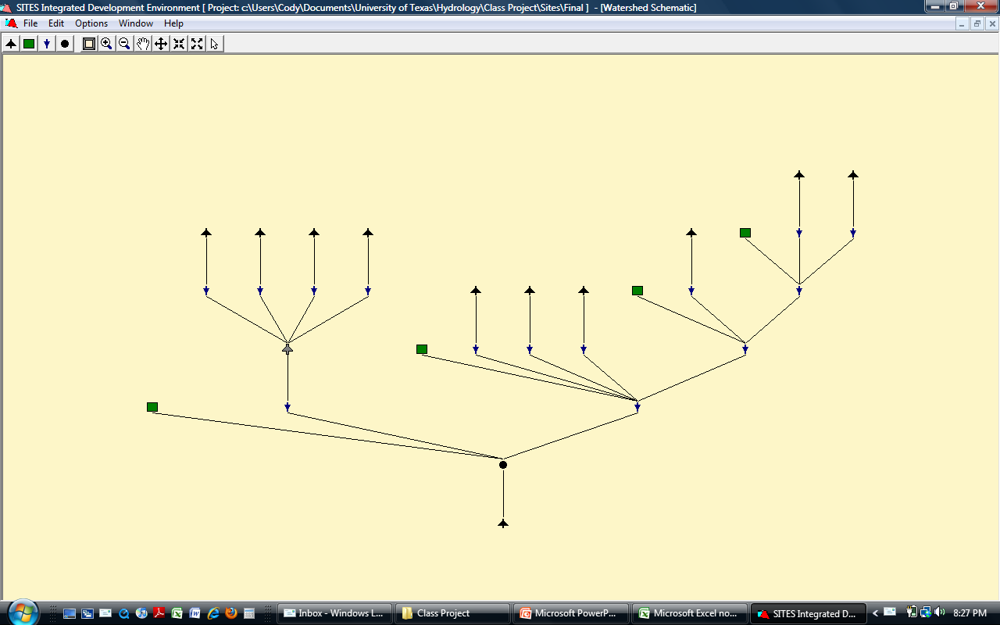 SITES Integrated Development Environment [ Project: c:\Users\Cody\Documents\University of Texas\Hydrology\Class Project\Sites\Final ]  - [Watershed Schematic]
File Edit Options Window Help
Inbox - Windows L... Class Project Microsoft PowerP... Microsoft Excel no... SITES Integrated D... 8:27 PM